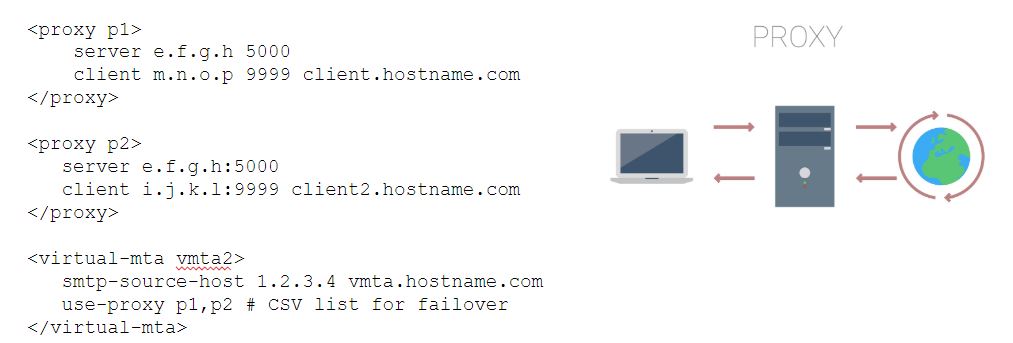 <proxy p1>
    server e.f.g.h 5000
    client m.n.o.p 9999 client.hostname.com
</proxy>
<proxy p2>
   server e.f.g.h:5000
   client i.j.k.l:9999 client2.hostname.com
</proxy>
<virtual-mta vmta2>
   smtp-source-host 1.2.3.4 vmta.hostname.com
   use-proxy p1,p2 # CSV list for failover
</virtual-mta>
PROXY